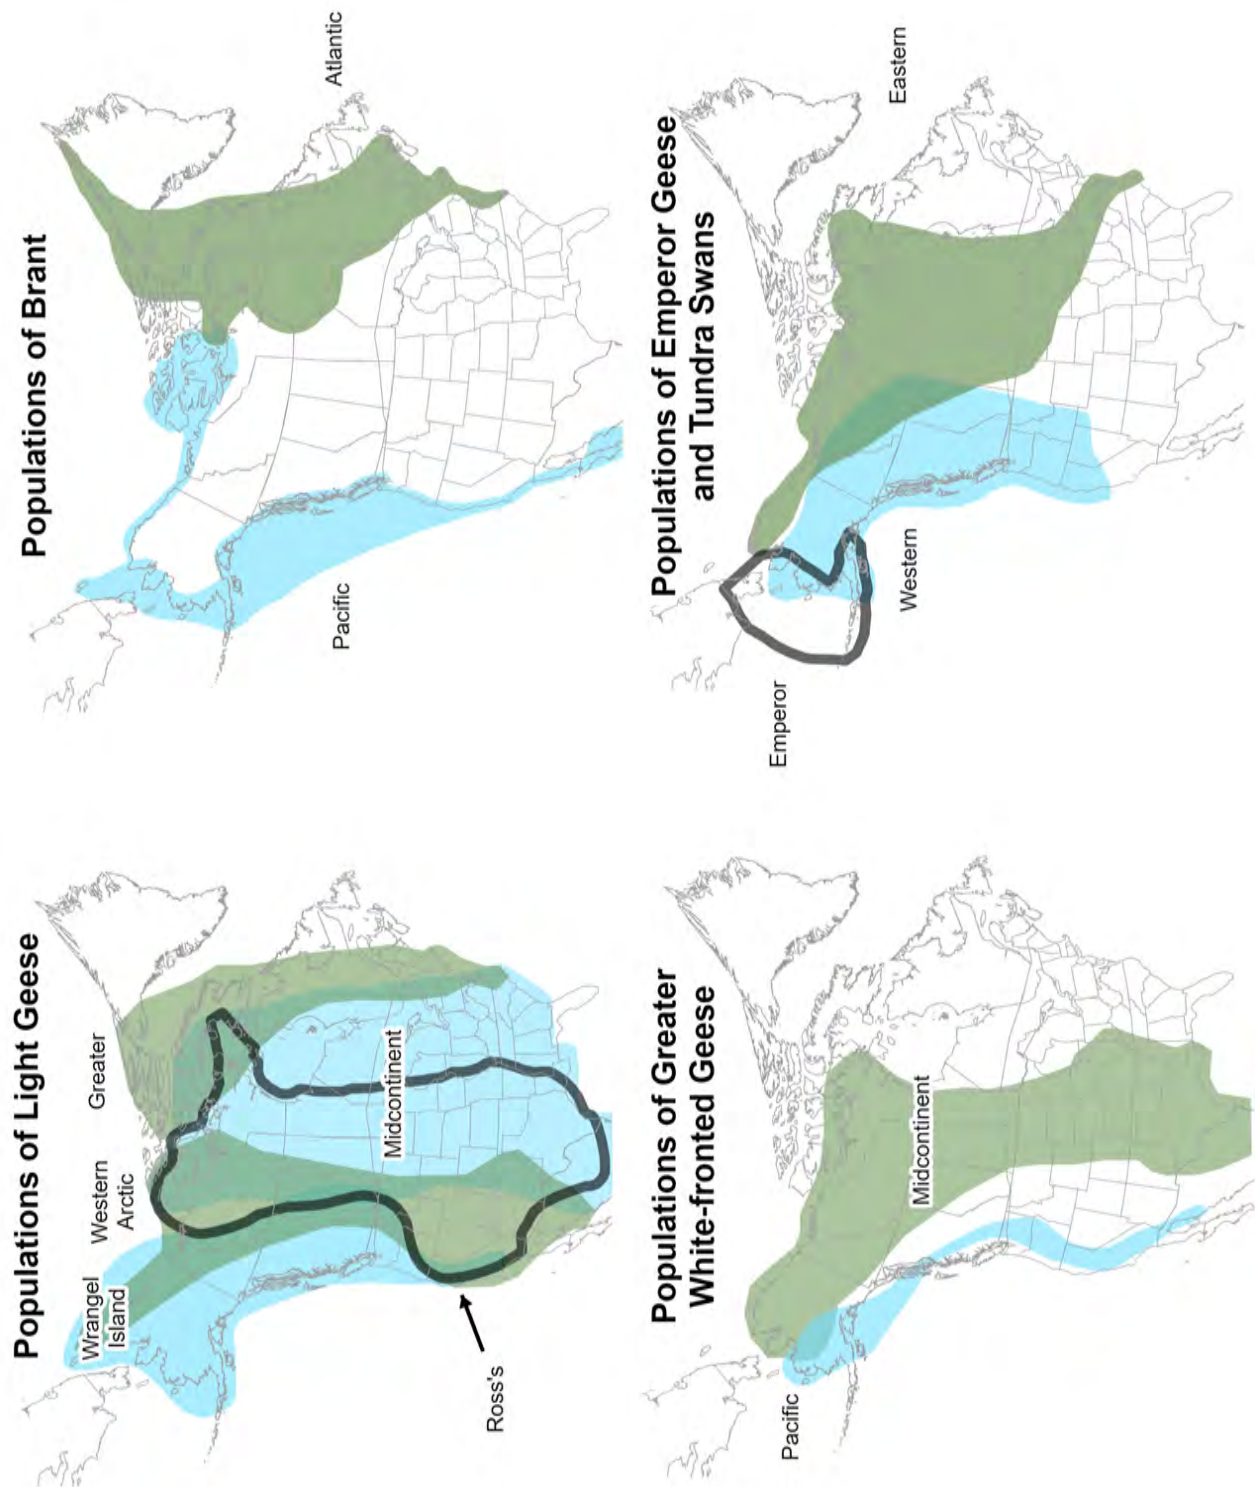 Populations of Light Geese
Wrangel
Island
Western
Arctic
Greater
Midcontinent
Ross's
Populations of Brant
Pacific
Atlantic
Populations of Greater
White-fronted Geese
Pacific
Midcontinent
Populations of Emperor Geese
and Tundra Swans
Emperor
Western
Eastern